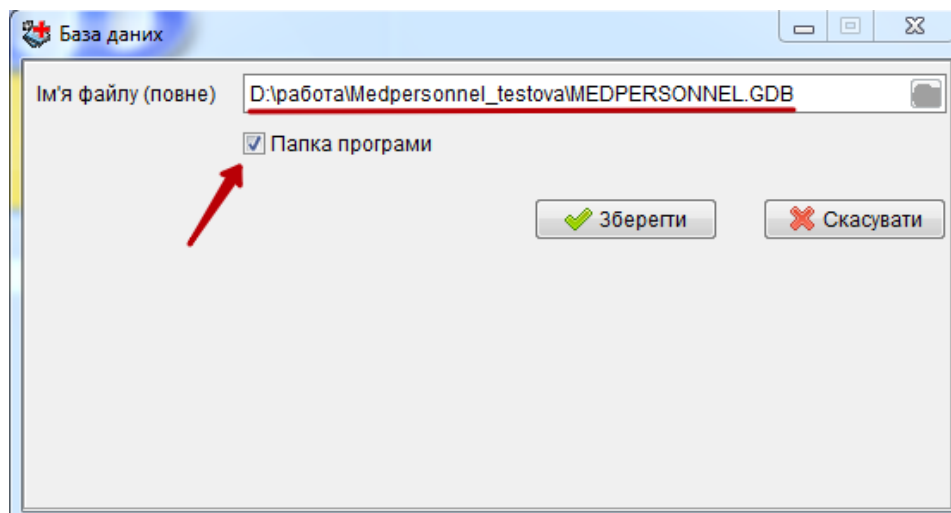 База даних
Ім'я файлу (повне) D:\работа\Medpersonnel_testova\MEDPERSONNEL.GDB
Папка програми
Зберегти Скасувати